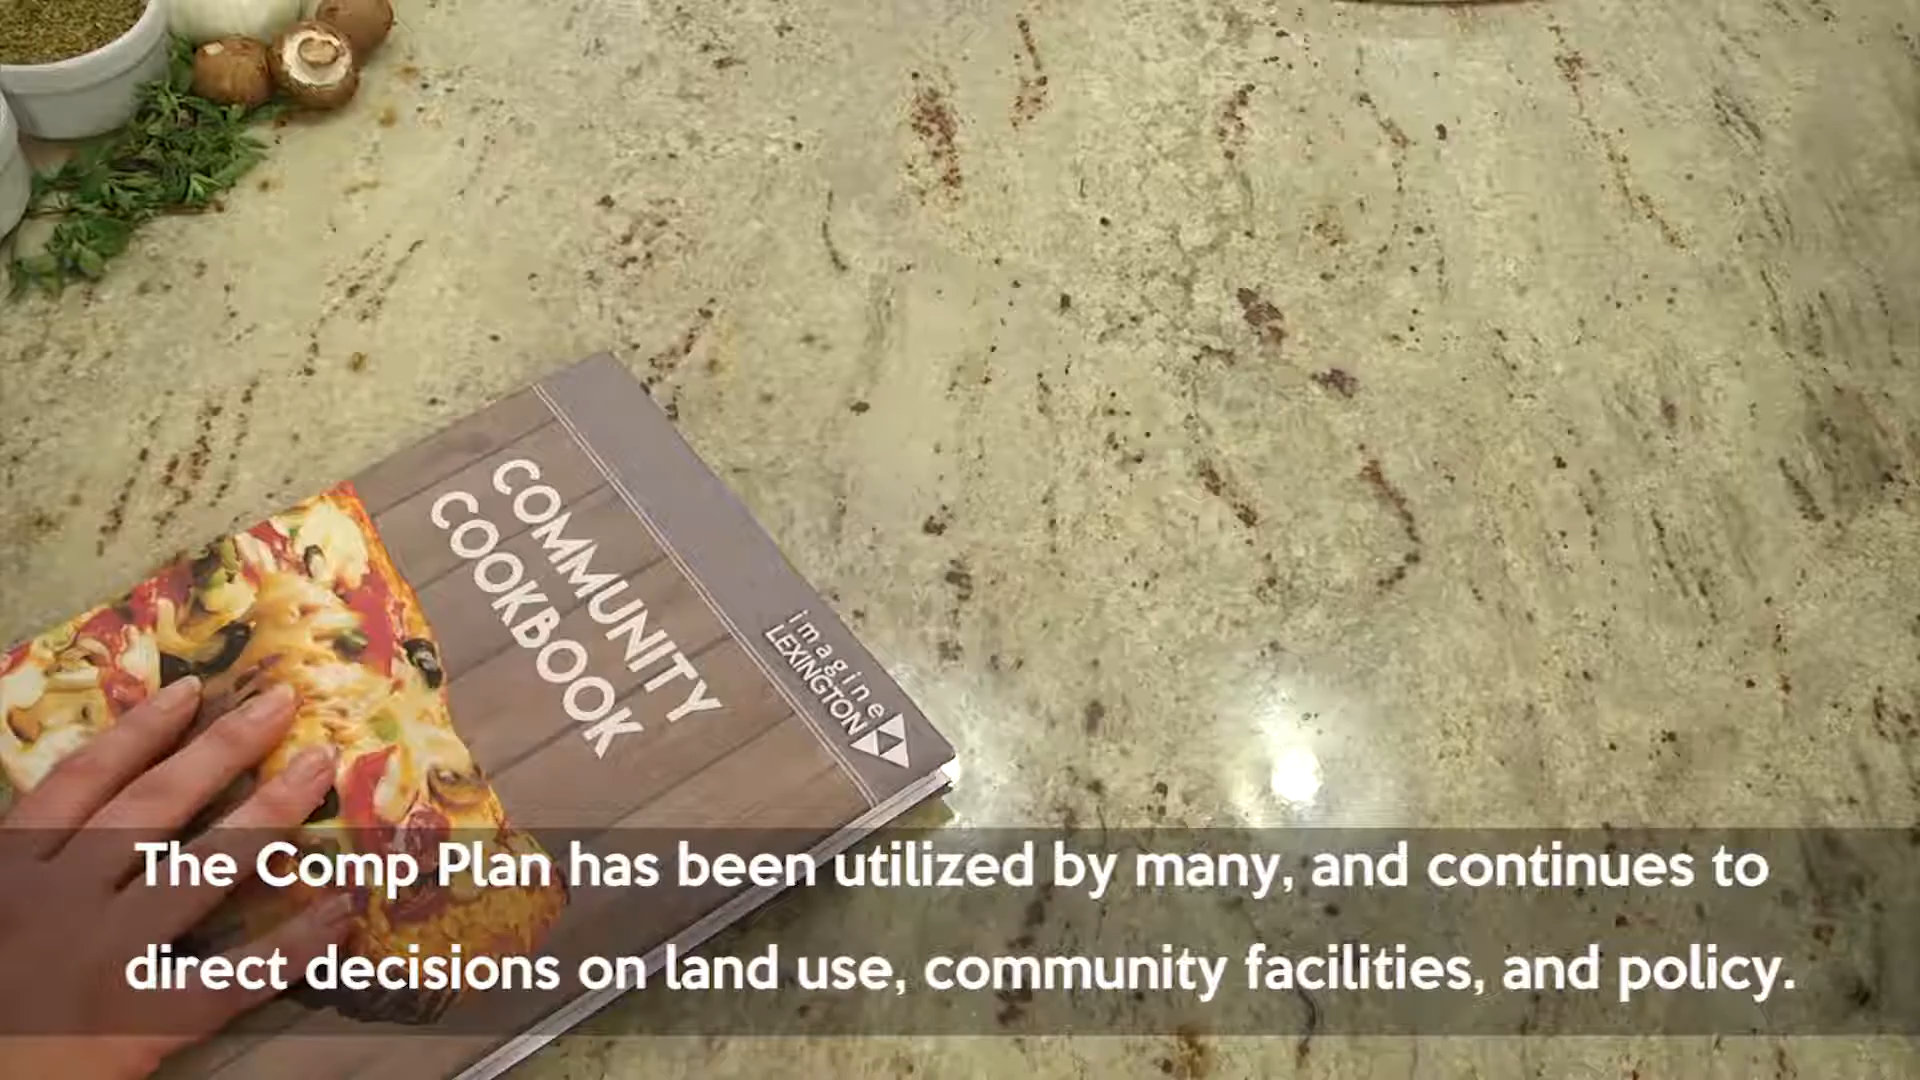 COMMUNITY
COOKBOOK
imagine
LEXINGTON
The Comp Plan has been utilized by many, and continues to
direct decisions on land use, community facilities, and policy.